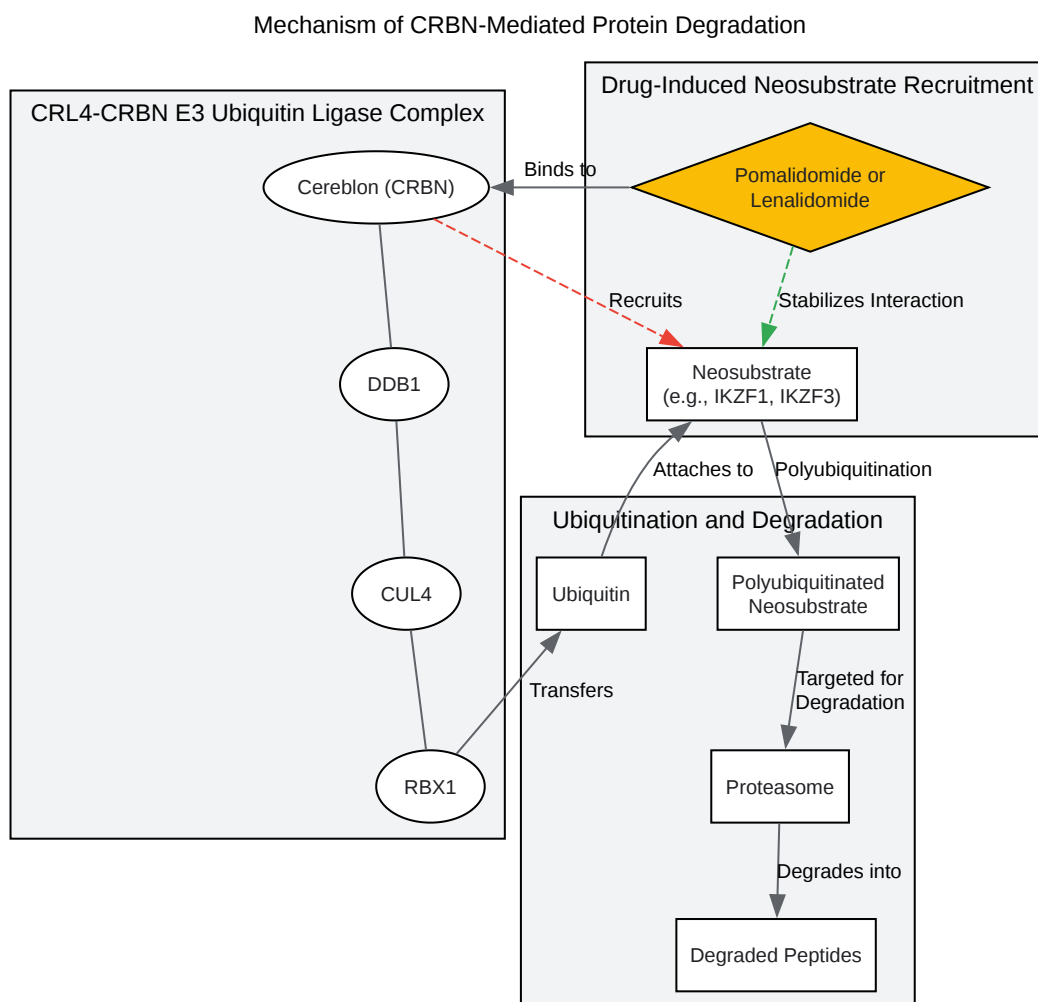 Mechanism of CRBN-Mediated Protein Degradation
Drug-Induced Neosubstrate Recruitment
CRL4-CRBN E3 Ubiquitin Ligase Complex
Cereblon (CRBN)
Binds to
Pomalidomide or
Lenalidomide
Recruits
Stabilizes Interaction
DDB1
Neosubstrate
(e.g., IKZF1, IKZF3)
Attaches to
Polyubiquitination
Ubiquitination and Degradation
CUL4
Ubiquitin
Polyubiquitinated
Neosubstrate
Transfers
Targeted for
Degradation
RBX1
Proteasome
Degrades into
Degraded Peptides